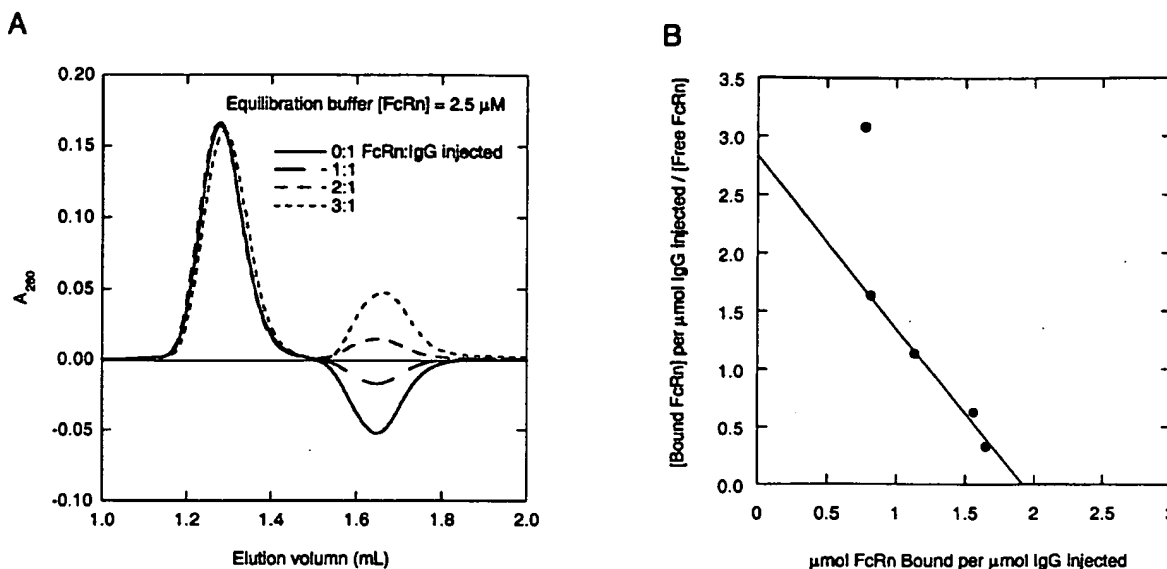 A
Equilibration buffer [FcRn] = 2.5 μM
0:1 FcRn:IgG injected
1:1
2:1
3:1
0.20
0.15
0.10
0.05
0.00
-0.05
-0.10
A280
1.0 1.2 1.4 1.6 1.8 2.0
Elution volumn (mL)
B
[Bound FcRn] per μmol IgG Injected / [Free FcRn]
3.5
3.0
2.5
2.0
1.5
1.0
0.5
0.0
0 0.5 1 1.5 2 2.5 3
μmol FcRn Bound per μmol IgG Injected